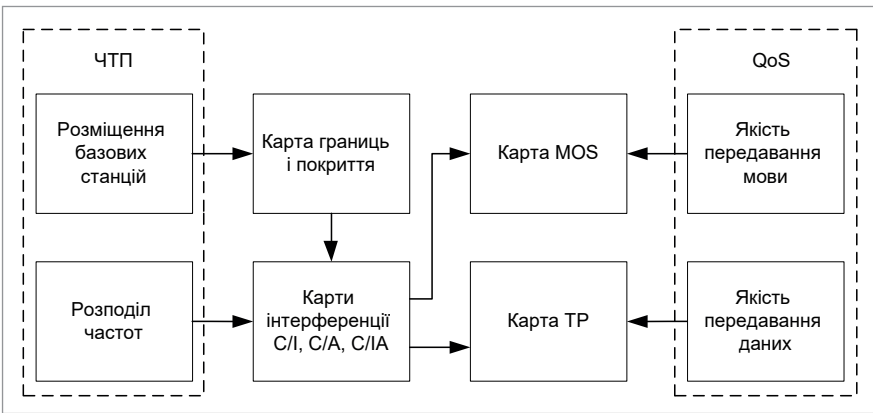 ЧТП
QoS
Розміщення
базових
станцій
Карта границь
і покриття
Карта MOS
Якість
передавання
мови
Розподіл
частот
Карти
інтерференції
C/I, C/A, C/IA
Карта TP
Якість
передавання
даних